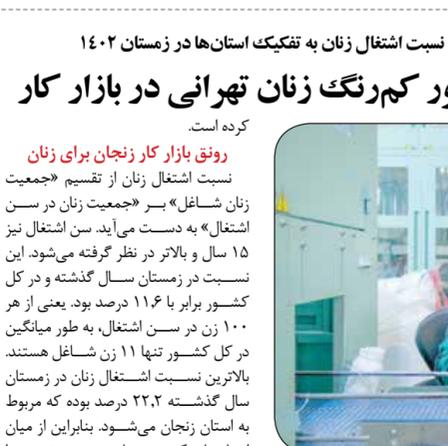 نسبت اشتغال زنان به تفکیک استان‌ها در زمستان ۱۴۰۲
کم‌رنگ زنان تهرانی در بازار کار
کرده است.
رونق بازار کار زنجان برای زنان
نسبت اشتغال زنان از تقسیم «جمعیت
زنان شاغل» بر «جمعیت زنان در سن
اشتغال» به دست می‌آید. سن اشتغال نیز
۱۵ سال و بالاتر در نظر گرفته می‌شود. این
نسبت در زمستان سال گذشته و در کل
کشور برابر با ۱۱,۶ درصد بود. یعنی از هر
۱۰۰ زن در سن اشتغال، به طور میانگین
در کل کشور تنها ۱۱ زن شاغل هستند.
بالاترین نسبت اشتغال زنان در زمستان
سال گذشته ۲۲,۲ درصد بوده که مربوط
به استان زنجان می‌شود. بنابراین از میان